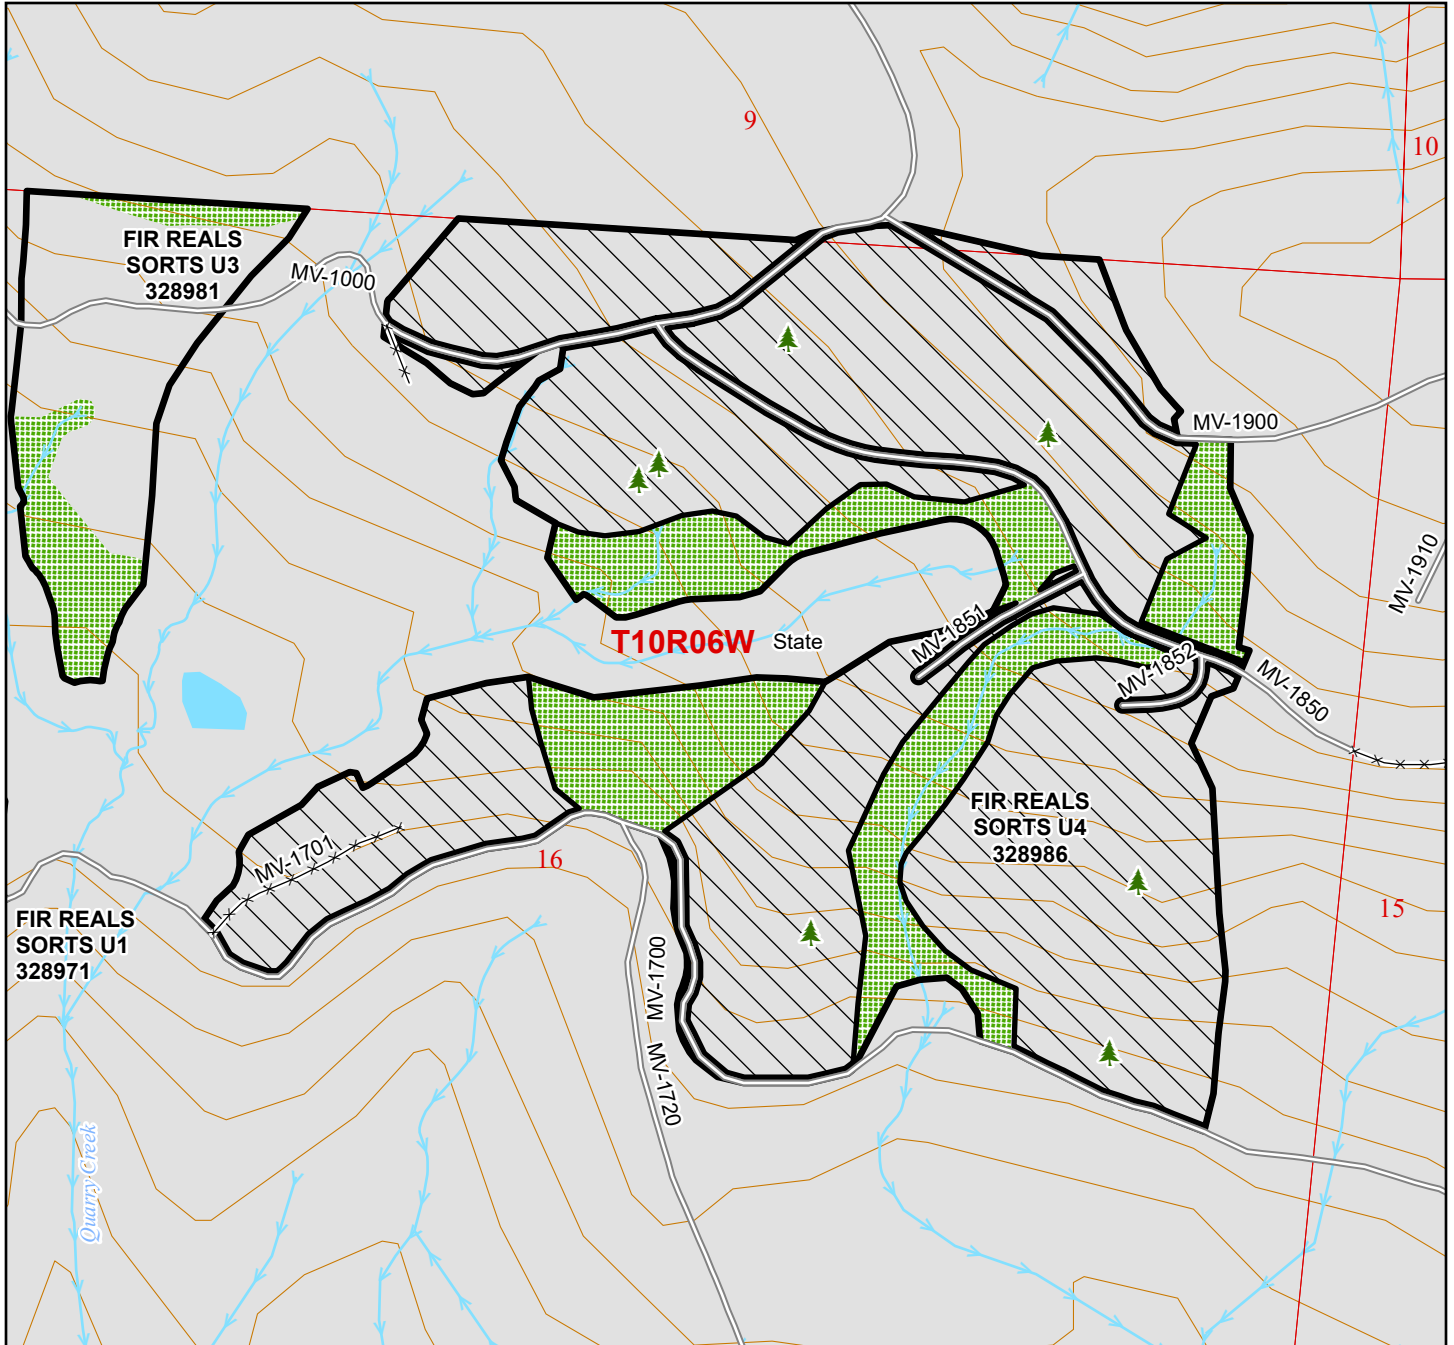 9
10
FIR REALS
SORTS U3
328981
MV-1000
MV-1900
MV-1910
T10R06W
State
MV-1851
MV-1852
MV-1850
FIR REALS
SORTS U4
328986
MV-1701
16
15
FIR REALS
SORTS U1
328971
MV-1700
MV-1720
Quarry Creek